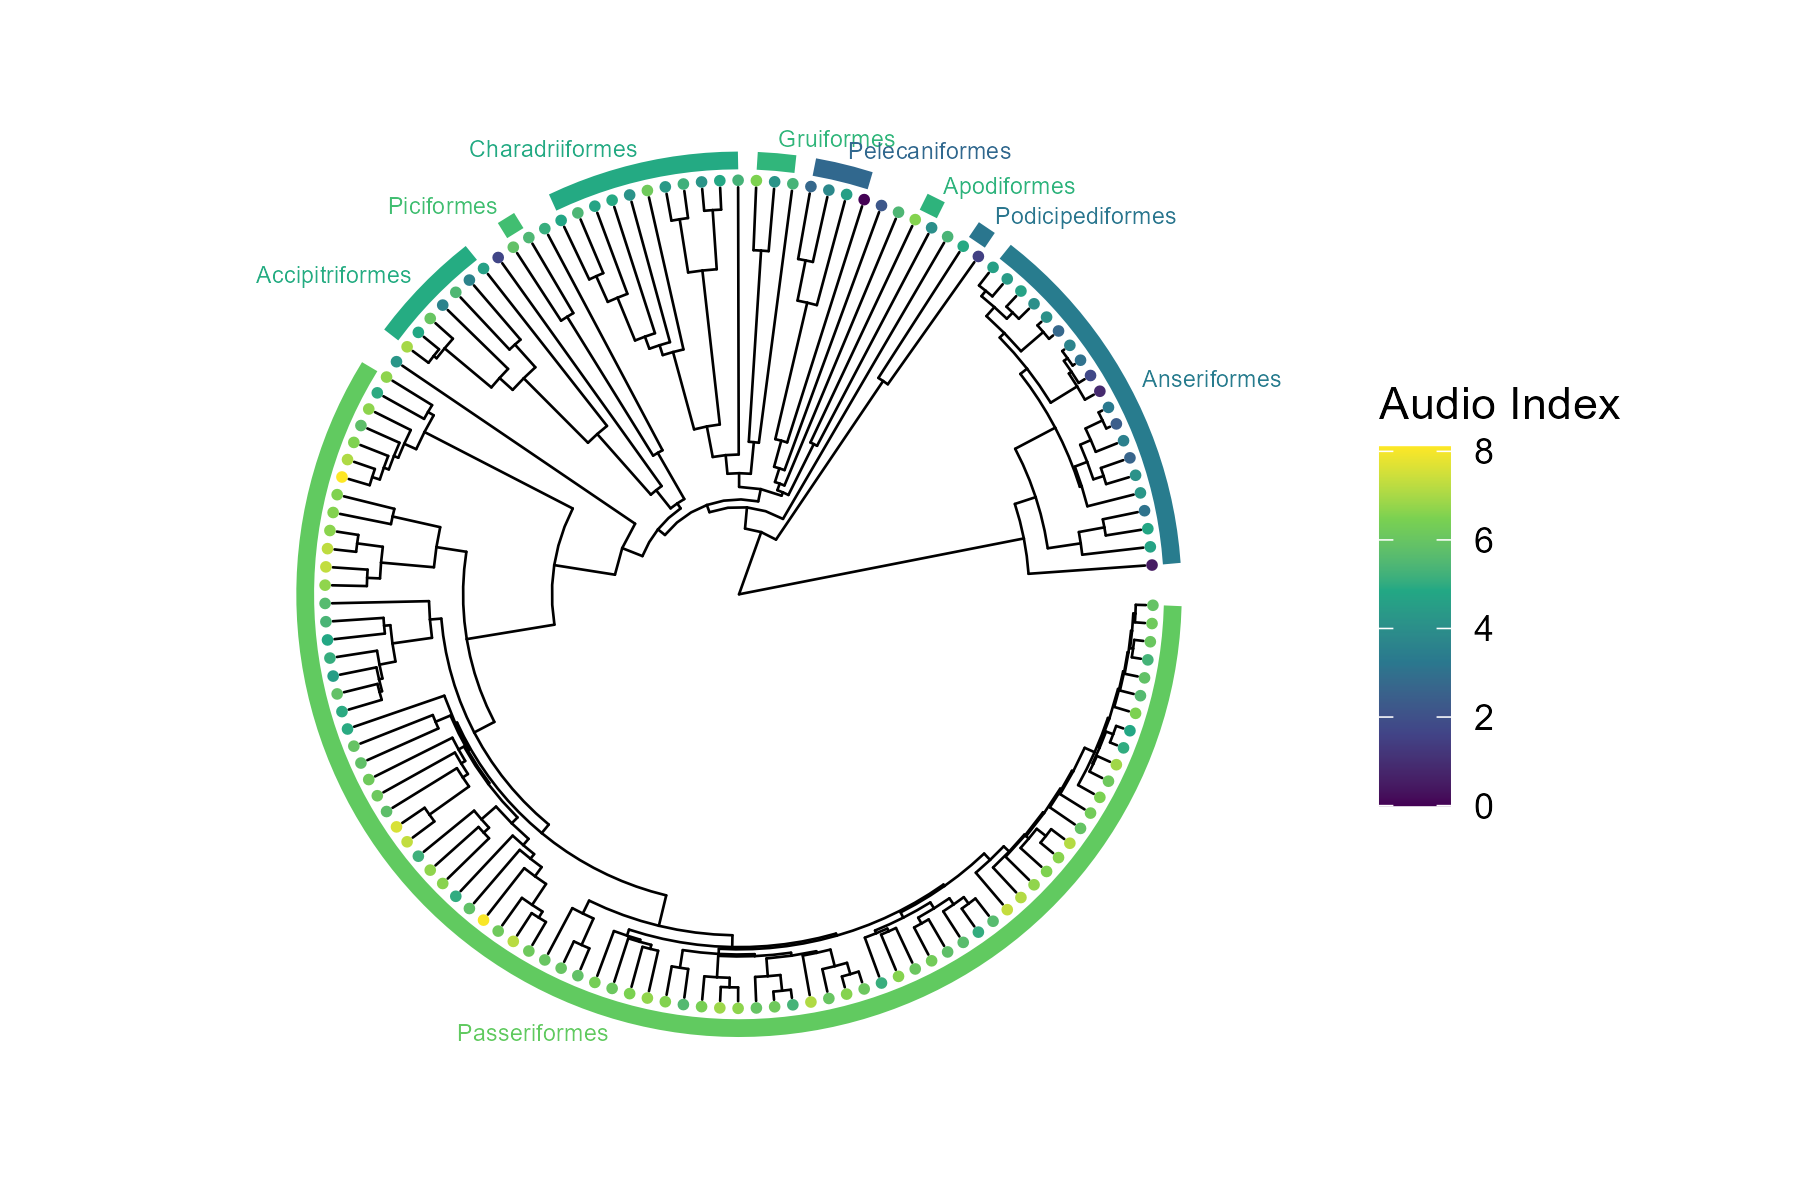 Gruiformes
Charadriiformes
Pelecaniformes
Apodiformes
Piciformes
Podicipediformes
Accipitriformes
Anseriformes
Passeriformes
Audio Index
8
6
4
2
0